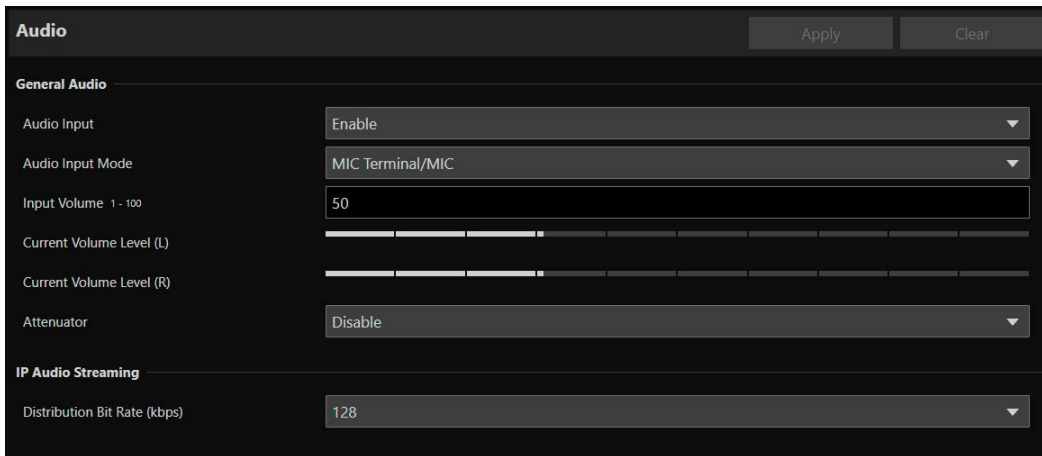 Audio Apply Clear
General Audio
Audio Input Enable
Audio Input Mode MIC Terminal/MIC
Input Volume 1 - 100 50
Current Volume Level (L)
Current Volume Level (R)
Attenuator Disable
IP Audio Streaming
Distribution Bit Rate (kbps) 128